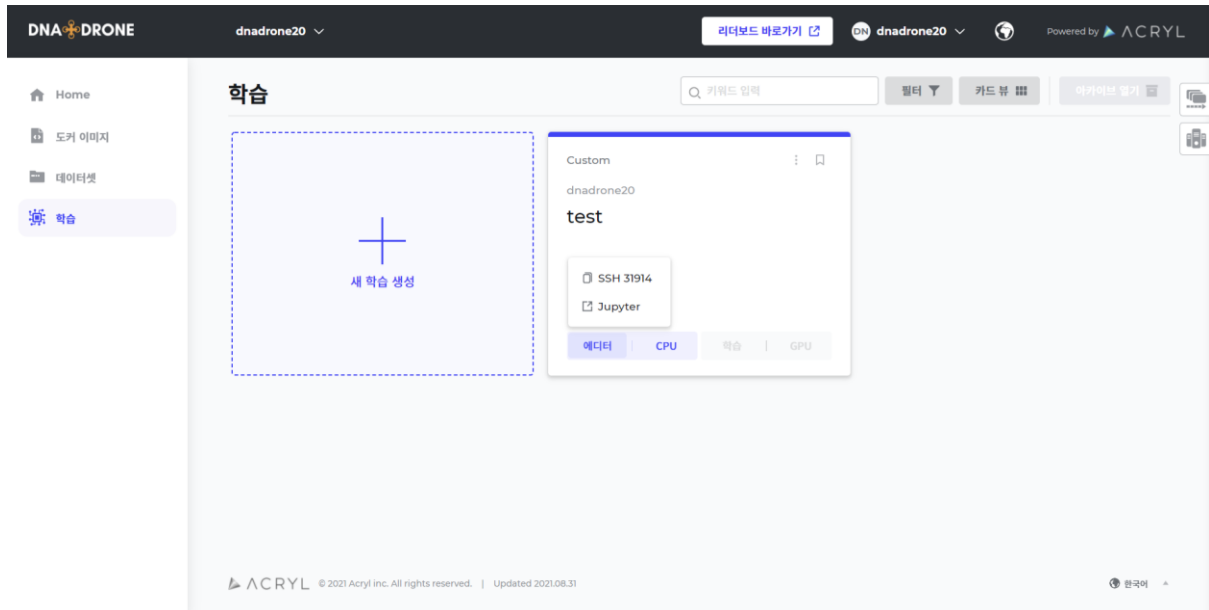 DNA DRONE
dnadrone20
리더보드 바로가기
DN dnadrone20
Powered by ACRYL
Home
도커 이미지
데이터셋
학습
학습
키워드 입력
필터
카드 뷰
아카이브 열기
새 학습 생성
Custom
dnadrone20
test
SSH 31914
Jupyter
에디터 | CPU
학습 | GPU
ACRYL © 2021 Acryl inc. All rights reserved. | Updated 2021.08.31
한국어